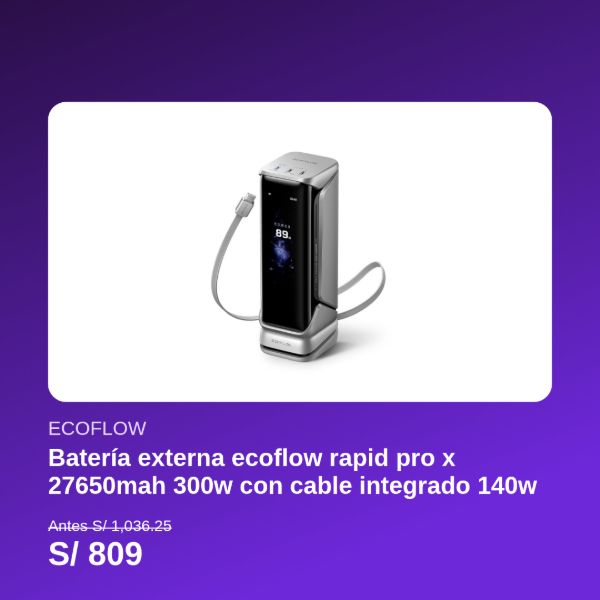 89
ECOFLOW
Batería externa ecoflow rapid pro x
27650mah 300w con cable integrado 140w
Antes S/ 1,036.25
S/ 809